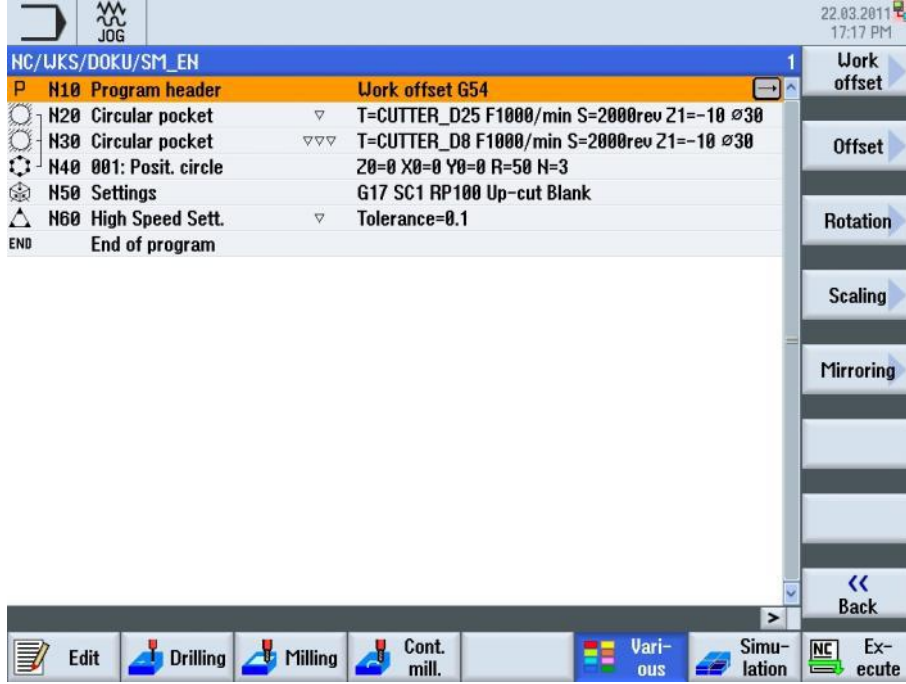 JOG
22.03.2011
17:17 PM
NC/WKS/DOKU/SM_EN 1
P N10 Program header Work offset G54
N20 Circular pocket ▽ T=CUTTER_D25 F1000/min S=2000rev Z1=-10 ø30
N30 Circular pocket ▽▽▽ T=CUTTER_D8 F1000/min S=2000rev Z1=-10 ø30
N40 001: Posit. circle Z0=0 X0=0 Y0=0 R=50 N=3
N50 Settings G17 SC1 RP100 Up-cut Blank
N60 High Speed Sett. ▽ Tolerance=0.1
END End of program
Work
offset
Offset
Rotation
Scaling
Mirroring
<<
Back
>
Edit
Drilling
Milling
Cont.
mill.
Vari-
ous
Simu-
lation
NC
Ex-
ecute